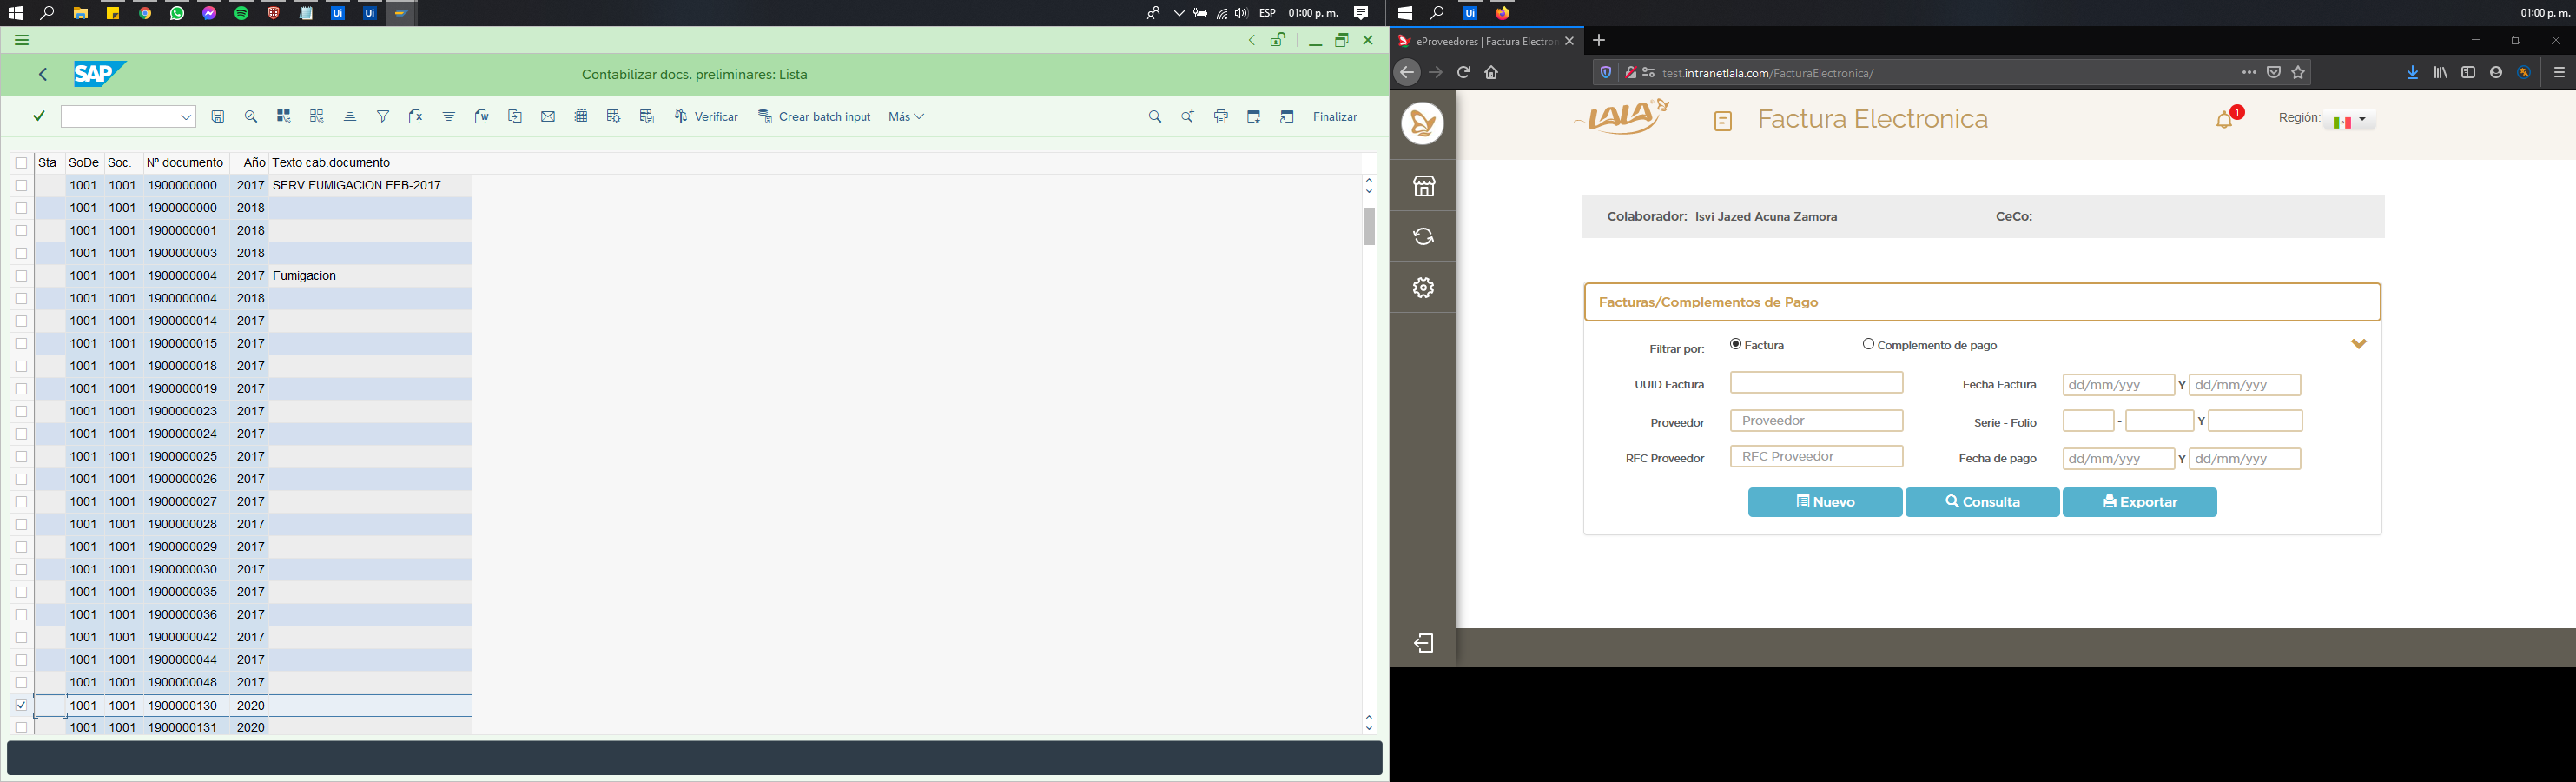 ESP 01:00 p. m.
01:00 p. m.
SAP
Contabilizar docs. preliminares: Lista
Verificar Crear batch input Más Finalizar
Sta SoDe Soc. Nº documento Año Texto cab.documento
1001 1001 1900000000 2017 SERV FUMIGACION FEB-2017
1001 1001 1900000000 2018
1001 1001 1900000001 2018
1001 1001 1900000003 2018
1001 1001 1900000004 2017 Fumigacion
1001 1001 1900000004 2018
1001 1001 1900000014 2017
1001 1001 1900000015 2017
1001 1001 1900000018 2017
1001 1001 1900000019 2017
1001 1001 1900000023 2017
1001 1001 1900000024 2017
1001 1001 1900000025 2017
1001 1001 1900000026 2017
1001 1001 1900000027 2017
1001 1001 1900000028 2017
1001 1001 1900000029 2017
1001 1001 1900000030 2017
1001 1001 1900000035 2017
1001 1001 1900000036 2017
1001 1001 1900000042 2017
1001 1001 1900000044 2017
1001 1001 1900000048 2017
1001 1001 1900000130 2020
1001 1001 1900000131 2020
eProveedores | Factura Electron
test.intranetlala.com/FacturaElectronica/
LALA Factura Electronica 1 Región:
Colaborador: Isvi Jazed Acuna Zamora CeCo:
Facturas/Complementos de Pago
Filtrar por: Factura Complemento de pago
UUID Factura Fecha Factura dd/mm/yyy Y dd/mm/yyy
Proveedor Proveedor Serie - Folio - Y
RFC Proveedor RFC Proveedor Fecha de pago dd/mm/yyy Y dd/mm/yyy
Nuevo Consulta Exportar